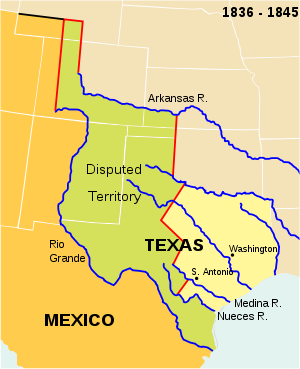 1836 - 1845
Arkansas R.
Disputed
Territory
Rio
Grande
TEXAS
Washington
S. Antonio
Medina R.
Nueces R.
MEXICO